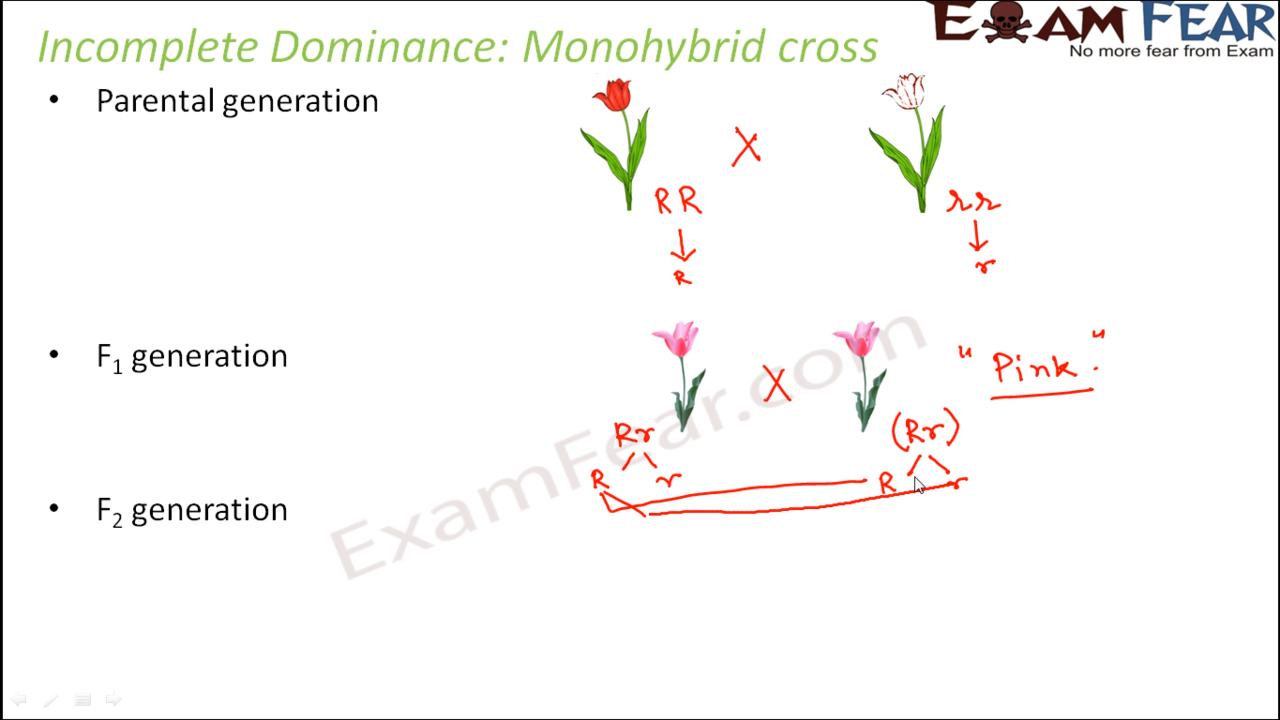 Incomplete Dominance: Monohybrid cross
EXAM FEAR
No more fear from Exam
• Parental generation
X
RR
rr
R
r
• F₁ generation
X
" Pink . "
Rr
(Rr)
R r
R r
• F₂ generation
ExamFear.com